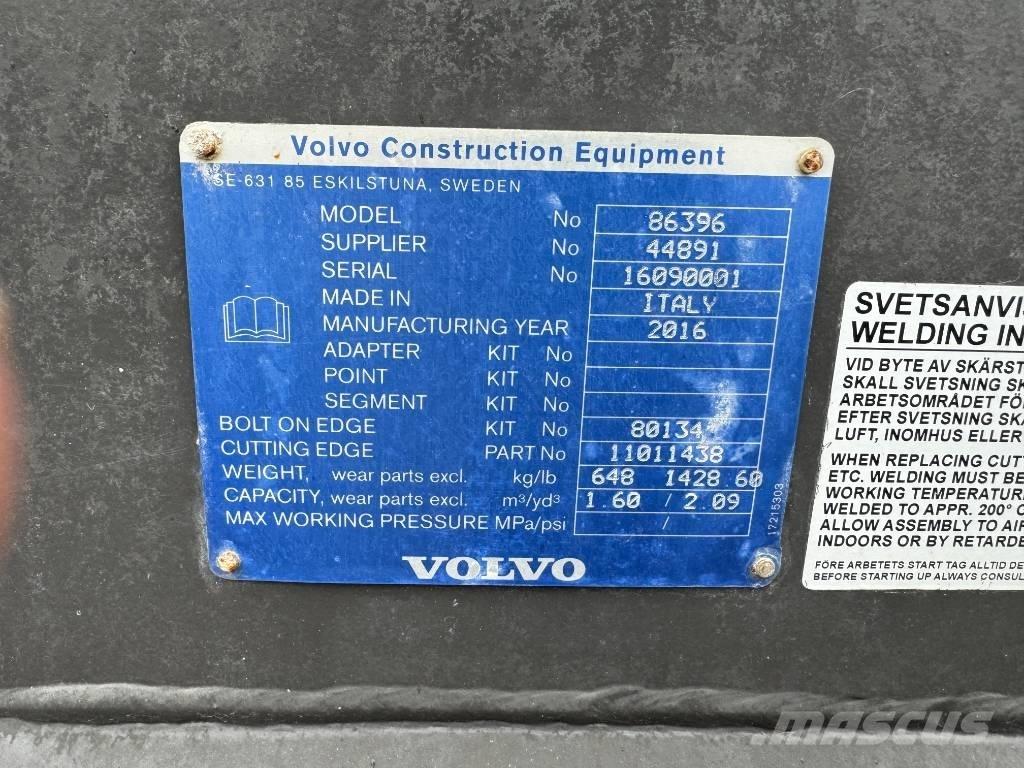 Volvo Construction Equipment
SE-631 85 ESKILSTUNA, SWEDEN
MODEL No 86396
SUPPLIER No 44891
SERIAL No 16090001
MADE IN ITALY
MANUFACTURING YEAR 2016
ADAPTER KIT No
POINT KIT No
SEGMENT KIT No
BOLT ON EDGE KIT No 80134
CUTTING EDGE PART No 11011438
WEIGHT, wear parts excl. kg/lb 648 1428.60
CAPACITY, wear parts excl. m³/yd³ 1.60 / 2.09
MAX WORKING PRESSURE MPa/psi /
17215303
VOLVO
SVETSANVIS
WELDING IN
VID BYTE AV SKÄRST
SKALL SVETSNING SK
ARBETSOMRÅDET FÖ
EFTER SVETSNING SKA
LUFT, INOMHUS ELLER
WHEN REPLACING CUTT
ETC. WELDING MUST BE
WORKING TEMPERATUR
WELDED TO APPR. 200° C
ALLOW ASSEMBLY TO AIR
INDOORS OR BY RETARDE
FÖRE ARBETETS START TAG ALLTID DE
BEFORE STARTING UP ALWAYS CONSUL
MASCUS